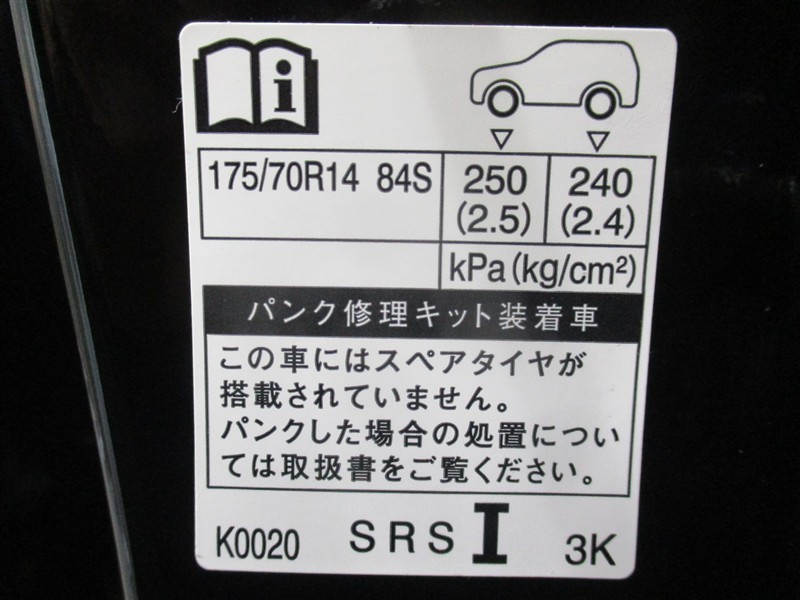 175/70R14 84S 250 240
(2.5) (2.4)
kPa(kg/cm²)
パンク修理キット装着車
この車にはスペアタイヤが
搭載されていません。
パンクした場合の処置につい
ては取扱書をご覧ください。
K0020 SRS I 3K